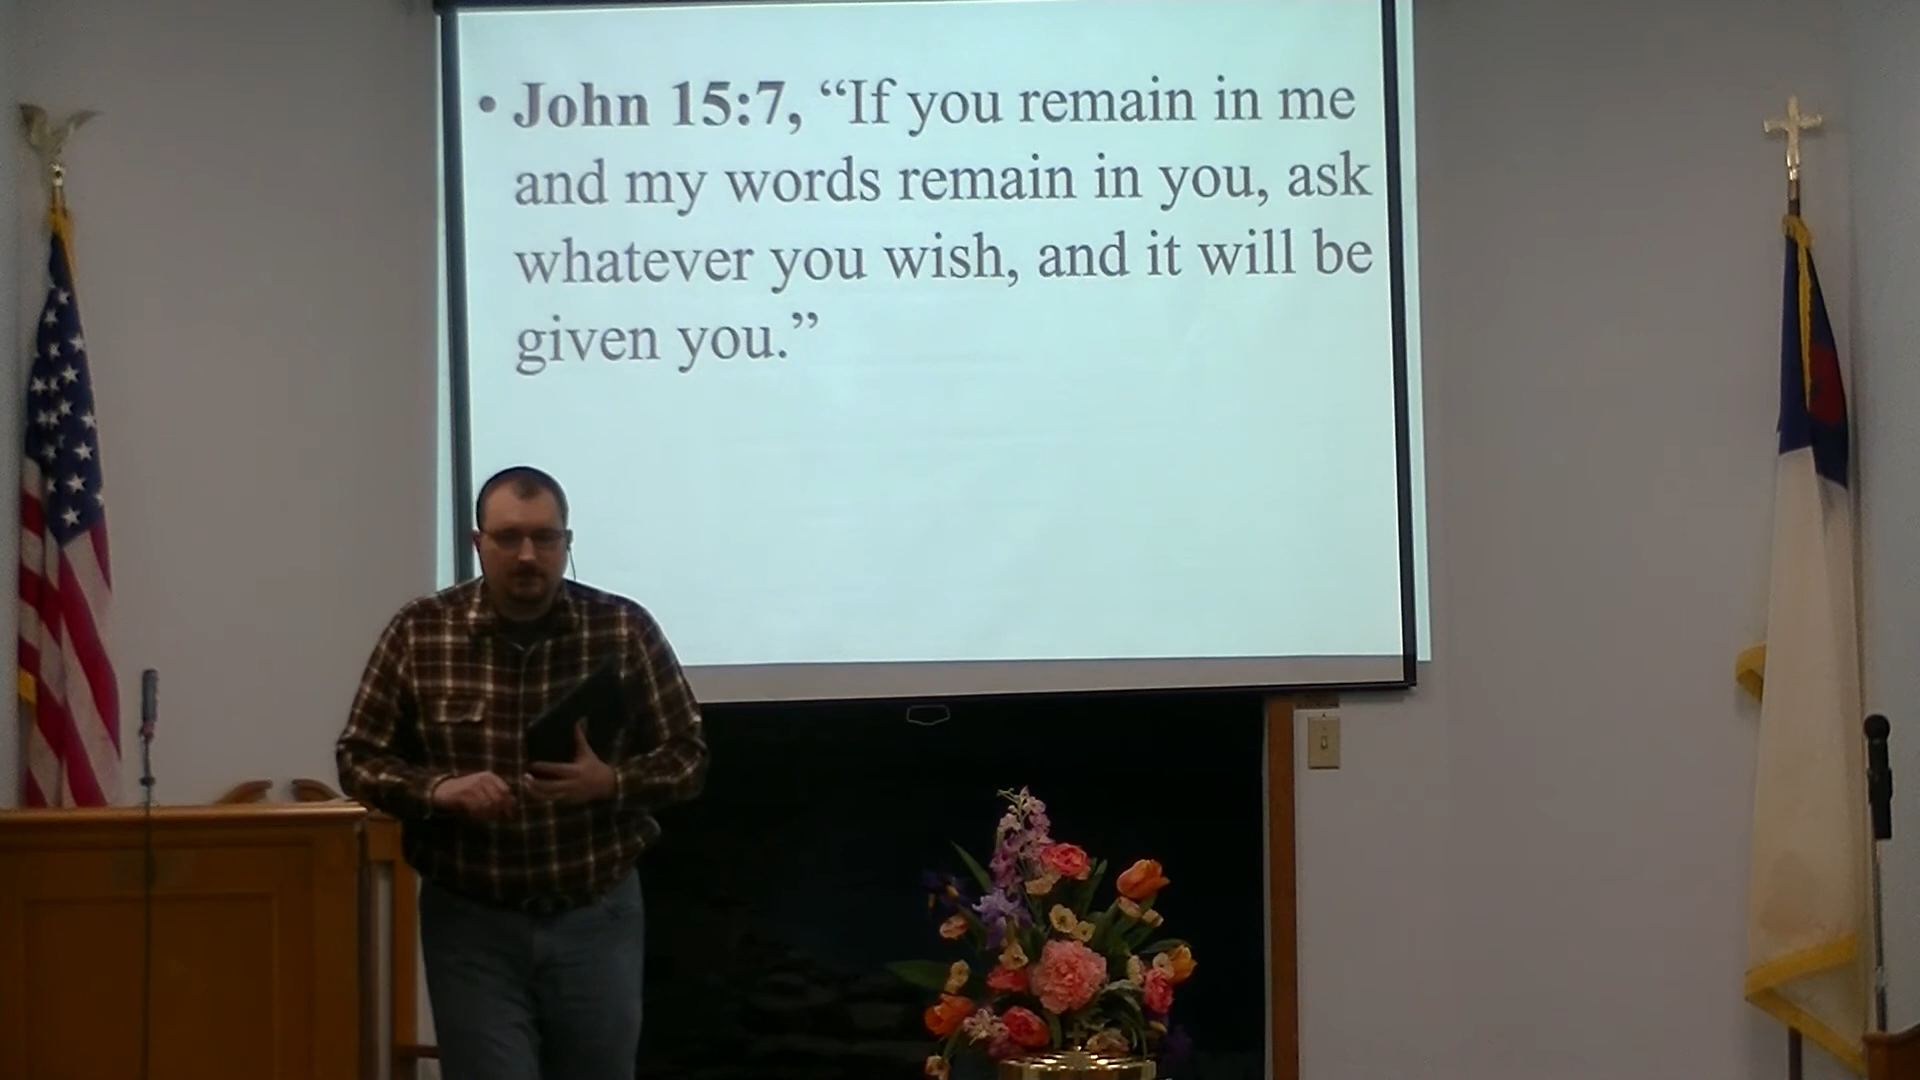 • John 15:7, “If you remain in me
and my words remain in you, ask
whatever you wish, and it will be
given you.”